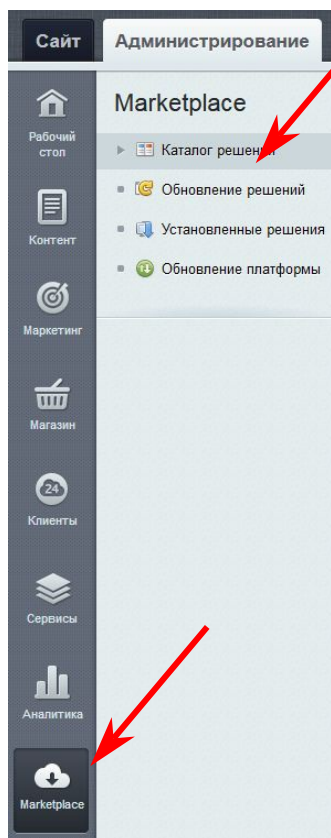 Сайт
Администрирование
Marketplace
Каталог решений
Обновление решений
Установленные решения
Обновление платформы
Рабочий
стол
Контент
Маркетинг
Магазин
24
Клиенты
Сервисы
Аналитика
Marketplace